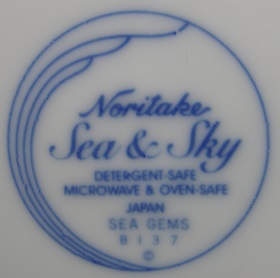 Noritake
Sea & Sky
DETERGENT-SAFE
MICROWAVE & OVEN-SAFE
JAPAN
SEA GEMS
8137
©